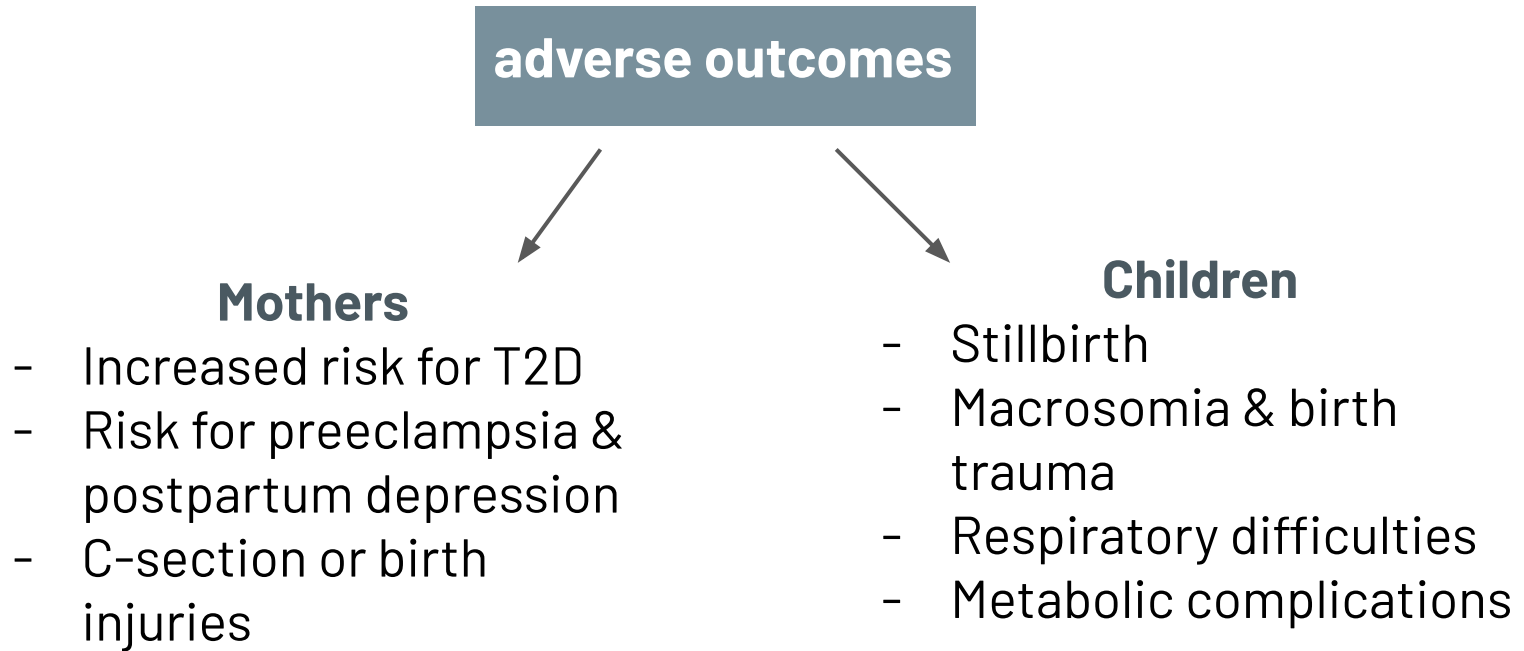 adverse outcomes
Mothers
- Increased risk for T2D
- Risk for preeclampsia &
postpartum depression
- C-section or birth
injuries
Children
- Stillbirth
- Macrosomia & birth
trauma
- Respiratory difficulties
- Metabolic complications